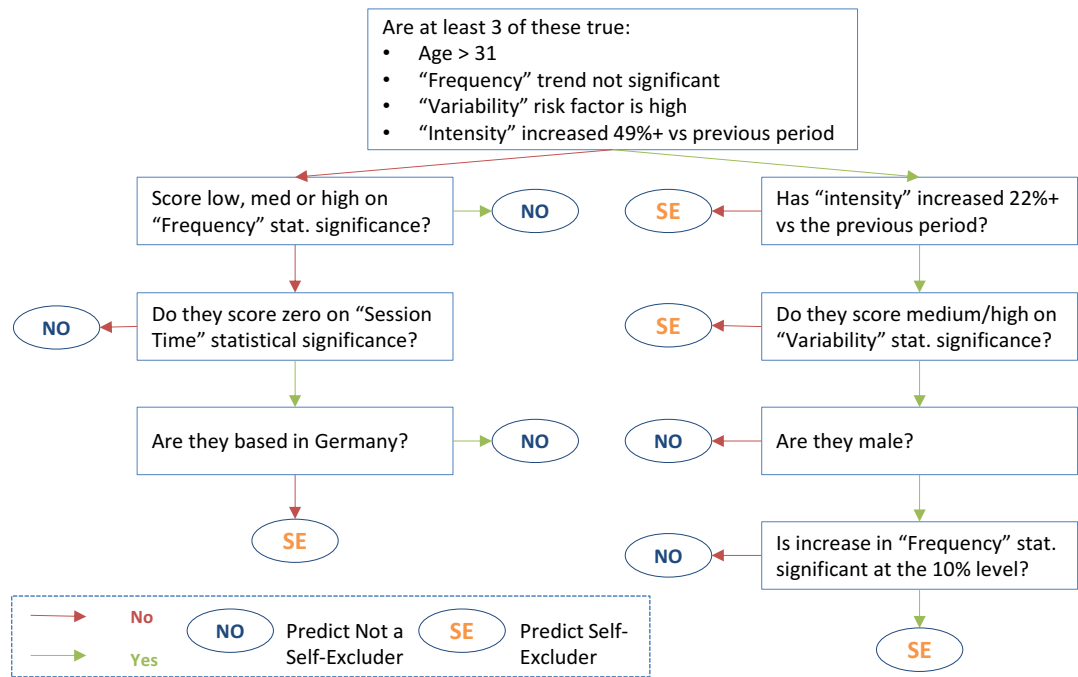 Are at least 3 of these true:
• Age > 31
• “Frequency” trend not significant
• “Variability” risk factor is high
• “Intensity” increased 49%+ vs previous period
Score low, med or high on
“Frequency” stat. significance?
NO
SE
Has “intensity” increased 22%+
vs the previous period?
NO
Do they score zero on “Session
Time” statistical significance?
SE
Do they score medium/high on
“Variability” stat. significance?
Are they based in Germany?
NO
NO
Are they male?
SE
NO
Is increase in “Frequency” stat.
significant at the 10% level?
SE
No
Yes
NO
Predict Not a
Self-Excluder
SE
Predict Self-
Excluder